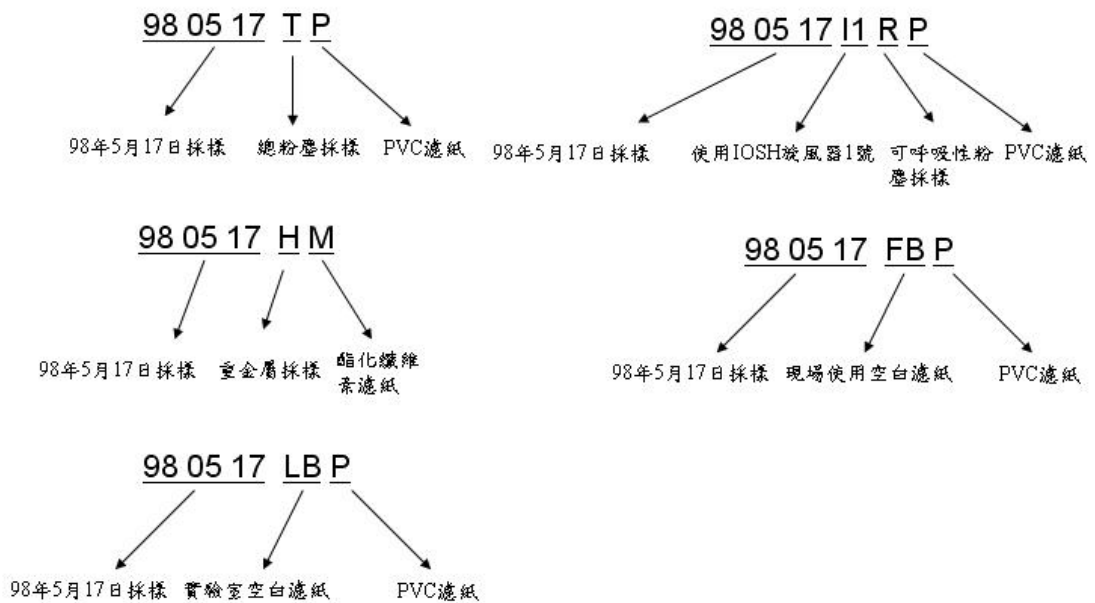 98 05 17 T P
98年5月17日採樣 總粉塵採樣 PVC濾紙
98 05 17 I1 R P
98年5月17日採樣 使用IOSH旋風器1號 可呼吸性粉 PVC濾紙
塵採樣
98 05 17 H M
98年5月17日採樣 重金屬採樣 酯化纖維
素濾紙
98 05 17 FB P
98年5月17日採樣 現場使用空白濾紙 PVC濾紙
98 05 17 LB P
98年5月17日採樣 實驗室空白濾紙 PVC濾紙